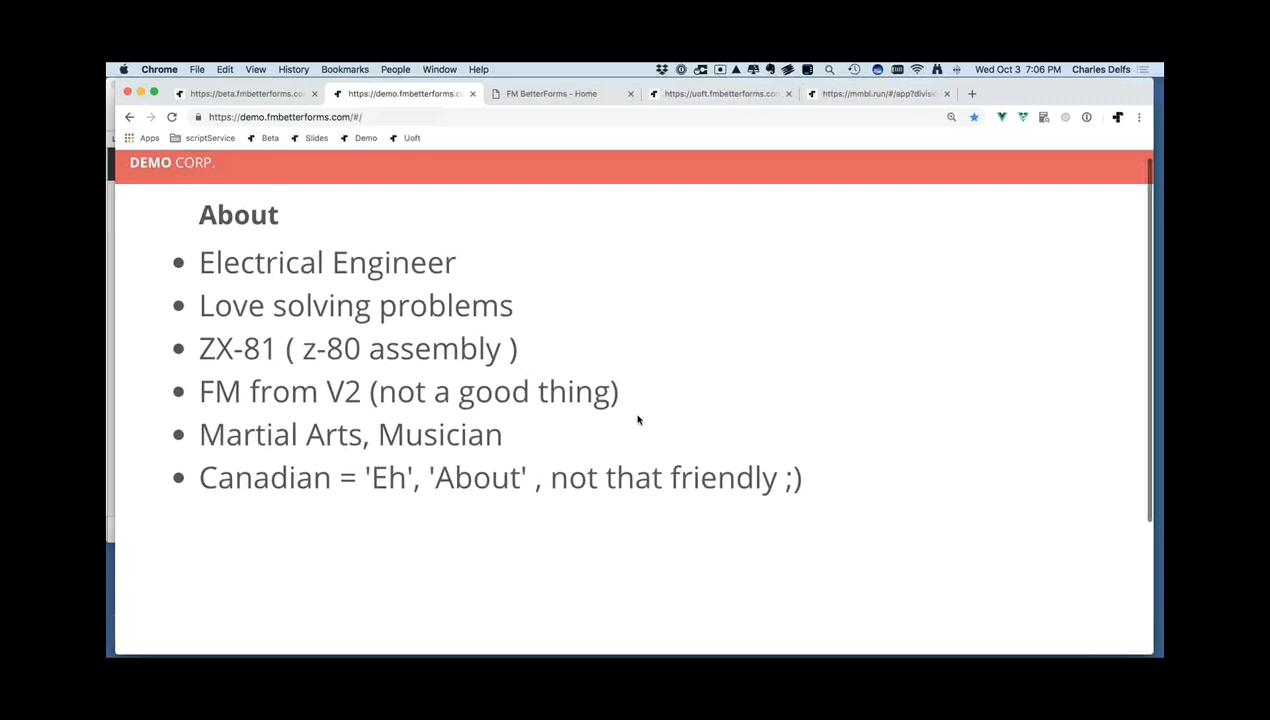 Chrome File Edit View History Bookmarks People Window Help Wed Oct 3 7:06 PM Charles Delfs
https://beta.fmbetterforms.co https://demo.fmbetterforms.c FM BetterForms - Home https://uoft.fmbetterforms.co https://mmbl.run/#/app?divisi
https://demo.fmbetterforms.com/#/
Apps scriptService Beta Slides Demo Uoft
DEMO CORP.
About
• Electrical Engineer
• Love solving problems
• ZX-81 ( z-80 assembly )
• FM from V2 (not a good thing)
• Martial Arts, Musician
• Canadian = 'Eh', 'About' , not that friendly ;)